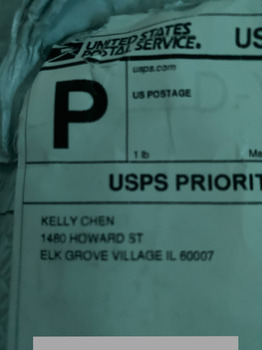 UNITED STATES
POSTAL SERVICE. US
usps.com
P
US POSTAGE
1 lb Ma
USPS PRIORIT
KELLY CHEN
1480 HOWARD ST
ELK GROVE VILLAGE IL 60007